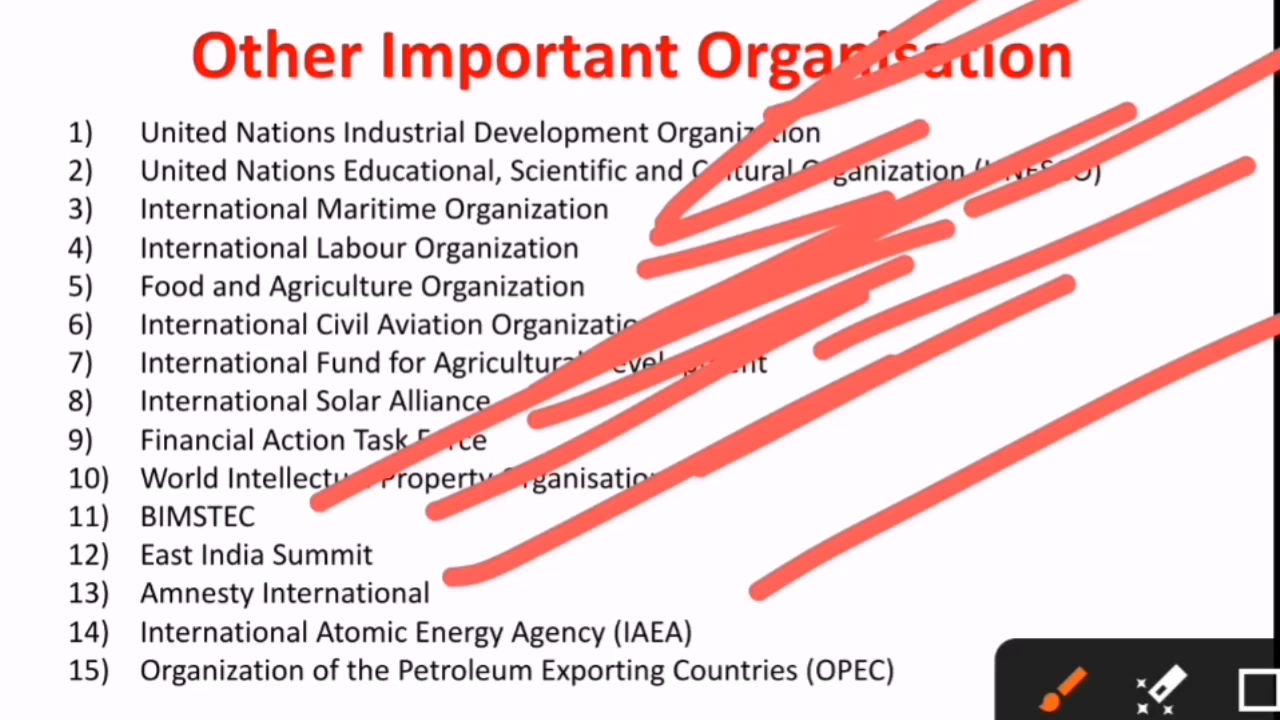 Other Important Organisation
1) United Nations Industrial Development Organization
2) United Nations Educational, Scientific and Cultural Organization (UNESCO)
3) International Maritime Organization
4) International Labour Organization
5) Food and Agriculture Organization
6) International Civil Aviation Organization
7) International Fund for Agricultural Development
8) International Solar Alliance
9) Financial Action Task Force
10) World Intellectual Property Organisation
11) BIMSTEC
12) East India Summit
13) Amnesty International
14) International Atomic Energy Agency (IAEA)
15) Organization of the Petroleum Exporting Countries (OPEC)